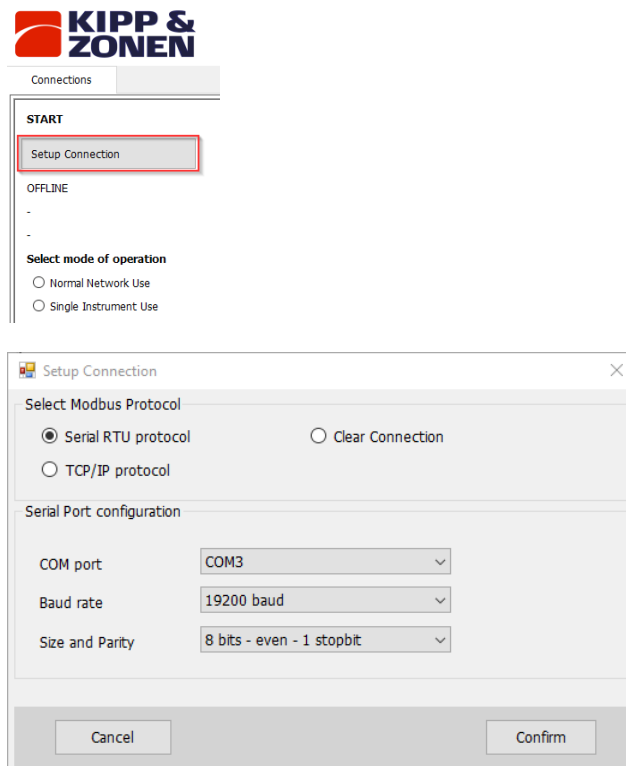 KIPP &
ZONEN
Connections
START
Setup Connection
OFFLINE
-
-
Select mode of operation
Normal Network Use
Single Instrument Use
Setup Connection
Select Modbus Protocol
Serial RTU protocol Clear Connection
TCP/IP protocol
Serial Port configuration
COM port COM3
Baud rate 19200 baud
Size and Parity 8 bits - even - 1 stopbit
Cancel Confirm